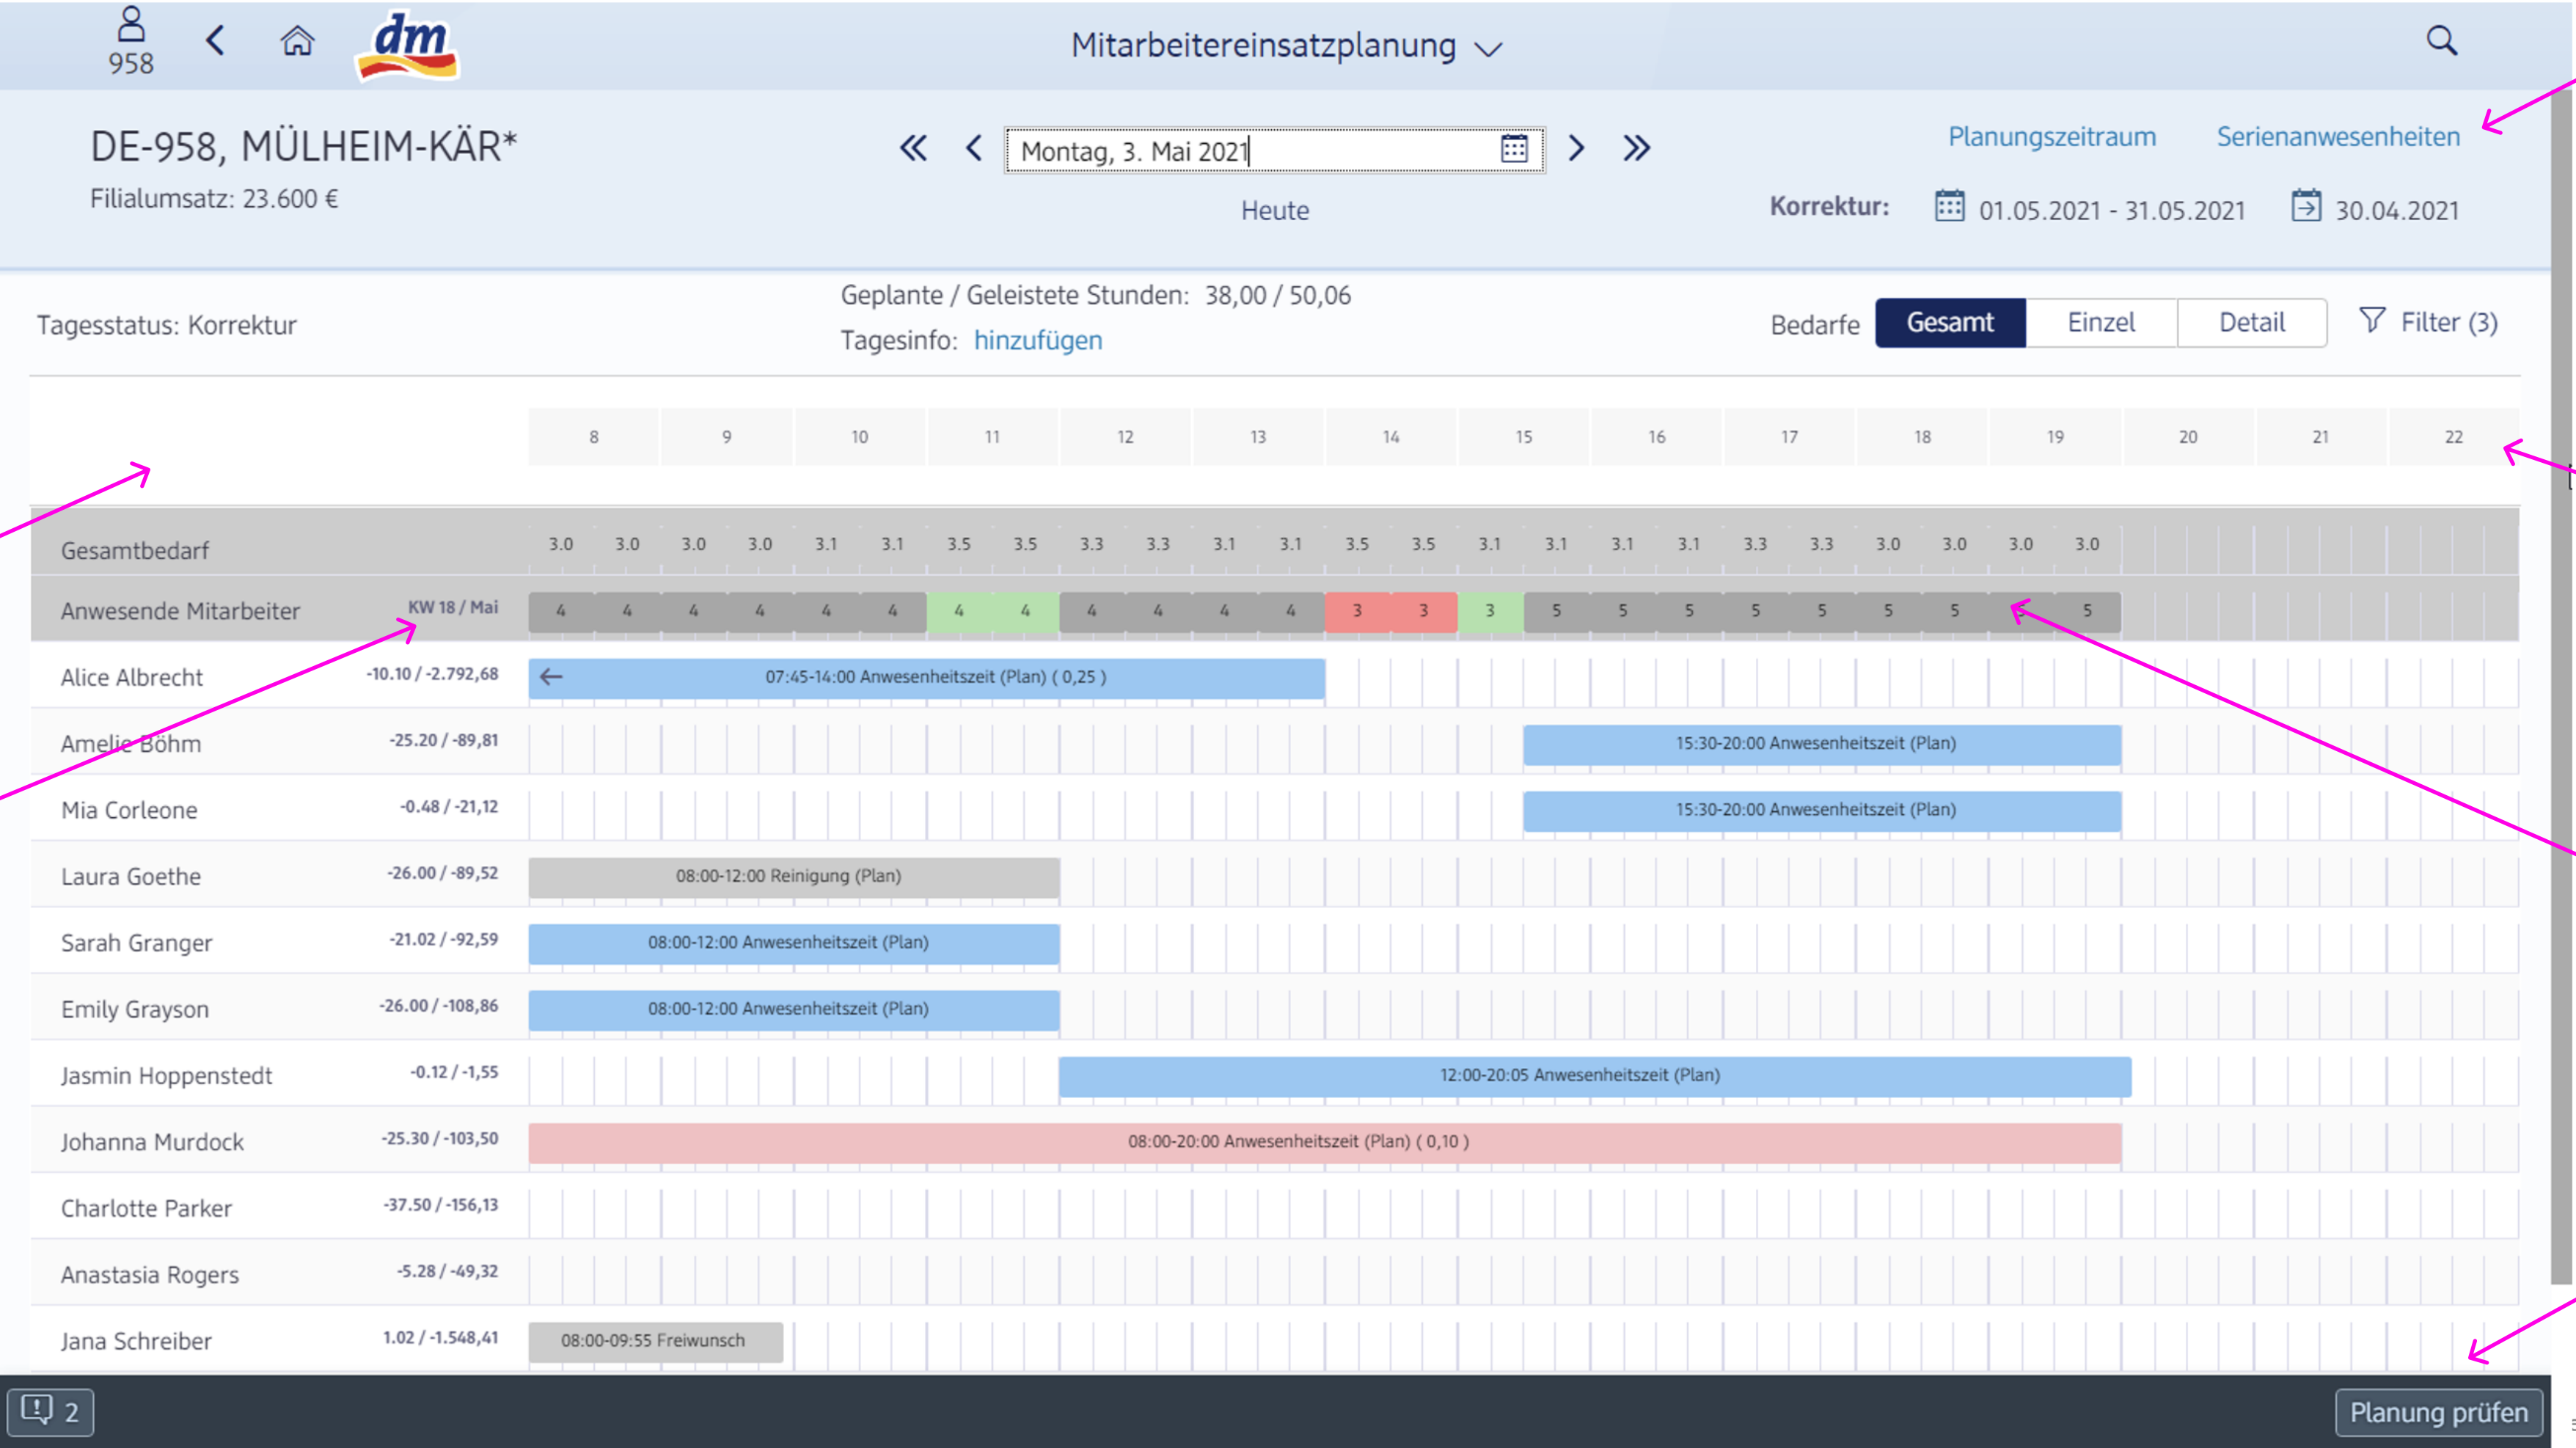 958
dm
Mitarbeitereinsatzplanung
DE-958, MÜLHEIM-KÄR*
Filialumsatz: 23.600 €
Montag, 3. Mai 2021
Heute
Planungszeitraum Serienanwesenheiten
Korrektur: 01.05.2021 - 31.05.2021 30.04.2021
Tagesstatus: Korrektur
Geplante / Geleistete Stunden: 38,00 / 50,06
Tagesinfo: hinzufügen
Bedarfe Gesamt Einzel Detail Filter (3)
8 9 10 11 12 13 14 15 16 17 18 19 20 21 22
Gesamtbedarf 3.0 3.0 3.0 3.0 3.1 3.1 3.5 3.5 3.3 3.3 3.1 3.1 3.5 3.5 3.1 3.1 3.1 3.1 3.3 3.3 3.0 3.0 3.0 3.0
Anwesende Mitarbeiter KW 18 / Mai 4 4 4 4 4 4 4 4 4 4 4 4 3 3 3 5 5 5 5 5 5 5 5 5
Alice Albrecht -10.10 / -2.792,68 07:45-14:00 Anwesenheitszeit (Plan) ( 0,25 )
Amelie Böhm -25.20 / -89,81 15:30-20:00 Anwesenheitszeit (Plan)
Mia Corleone -0.48 / -21,12 15:30-20:00 Anwesenheitszeit (Plan)
Laura Goethe -26.00 / -89,52 08:00-12:00 Reinigung (Plan)
Sarah Granger -21.02 / -92,59 08:00-12:00 Anwesenheitszeit (Plan)
Emily Grayson -26.00 / -108,86 08:00-12:00 Anwesenheitszeit (Plan)
Jasmin Hoppenstedt -0.12 / -1,55 12:00-20:05 Anwesenheitszeit (Plan)
Johanna Murdock -25.30 / -103,50 08:00-20:00 Anwesenheitszeit (Plan) ( 0,10 )
Charlotte Parker -37.50 / -156,13
Anastasia Rogers -5.28 / -49,32
Jana Schreiber 1.02 / -1.548,41 08:00-09:55 Freiwunsch
2
Planung prüfen